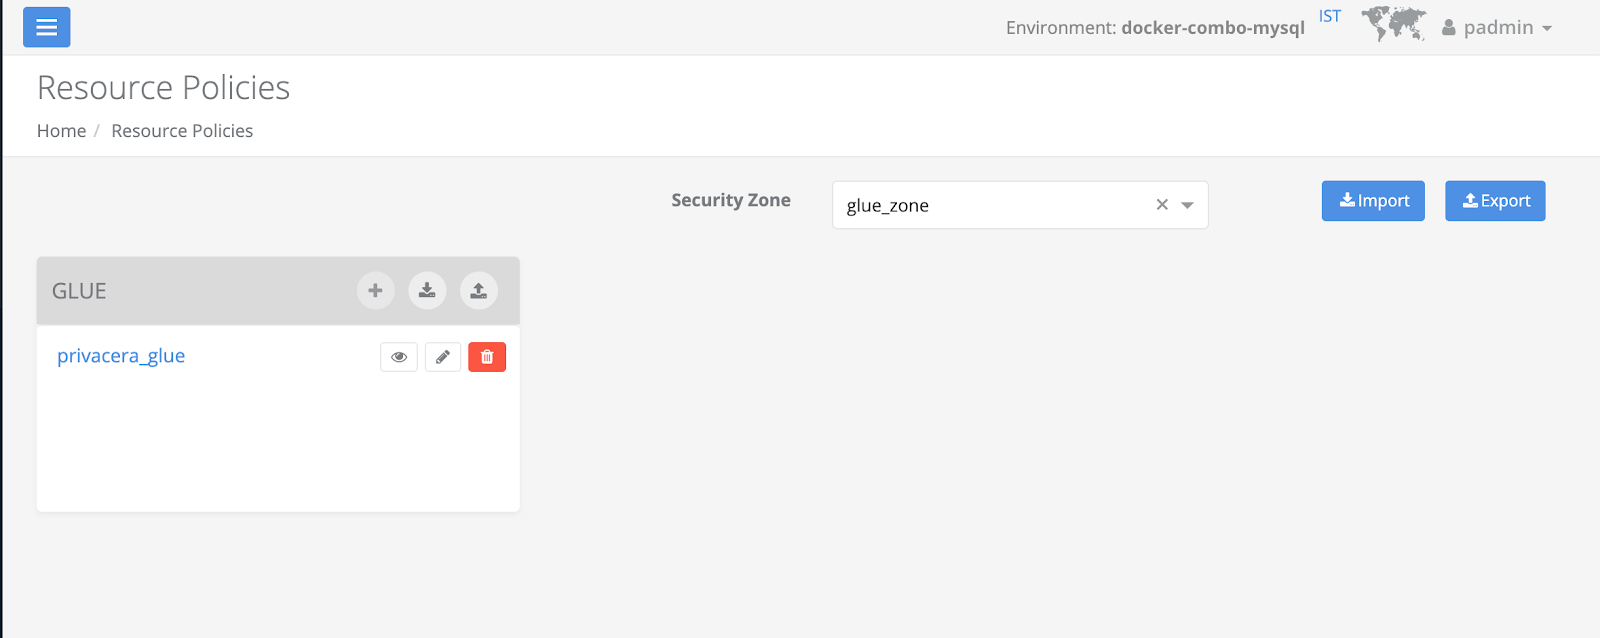 Environment: docker-combo-mysql IST padmin
Resource Policies
Home / Resource Policies
Security Zone glue_zone Import Export
GLUE
privacera_glue